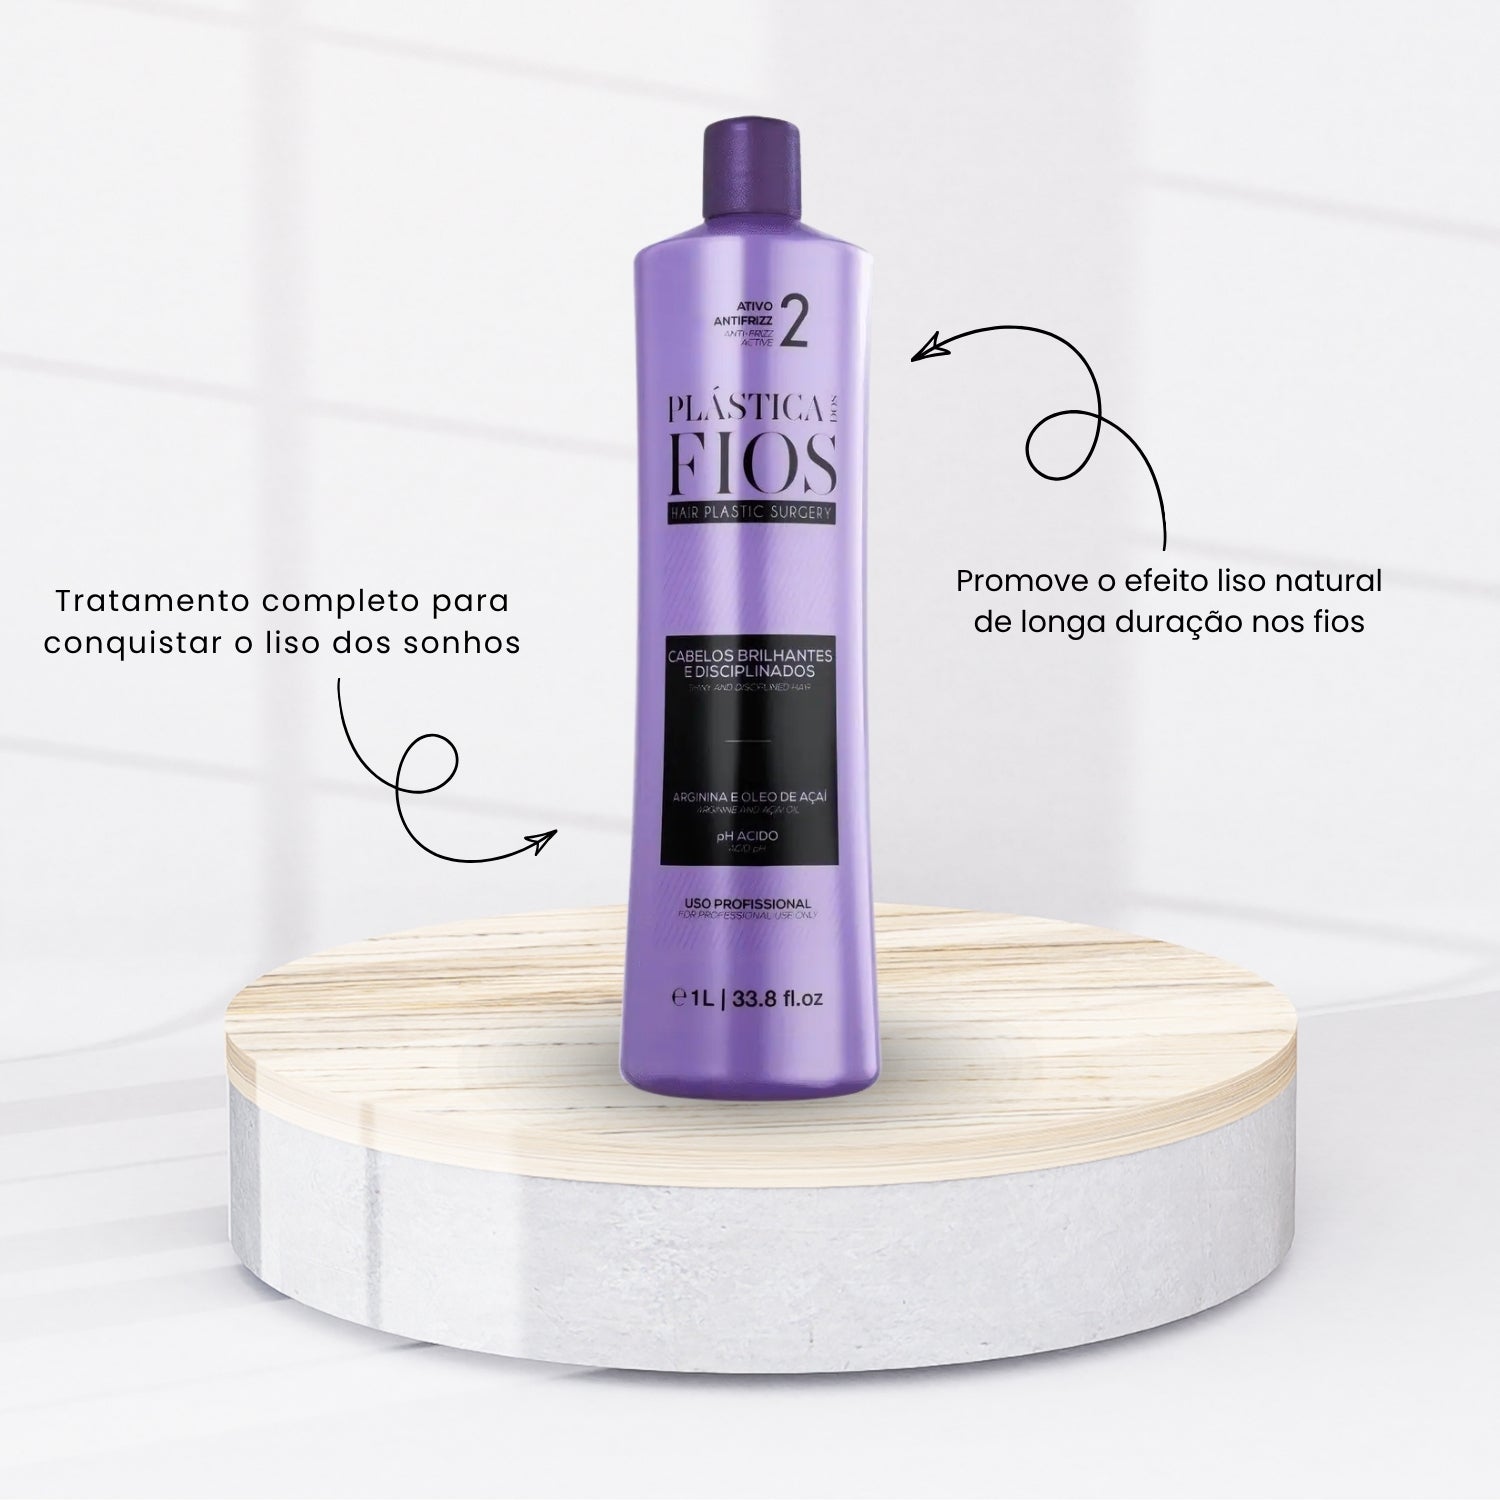 ATIVO
ANTIFRIZZ
ANTI-FRIZZ
ACTIVE
2
PLÁSTICA DOS
FIOS
HAIR PLASTIC SURGERY
Tratamento completo para
conquistar o liso dos sonhos
Promove o efeito liso natural
de longa duração nos fios
CABELOS BRILHANTES
E DISCIPLINADOS
SHINY AND DISCIPLINED HAIR
ARGININA E OLEO DE AÇAÍ
ARGININE AND AÇAI OIL
pH ACIDO
ACID pH
USO PROFISSIONAL
FOR PROFESSIONAL USE ONLY
℮ 1L | 33.8 fl.oz